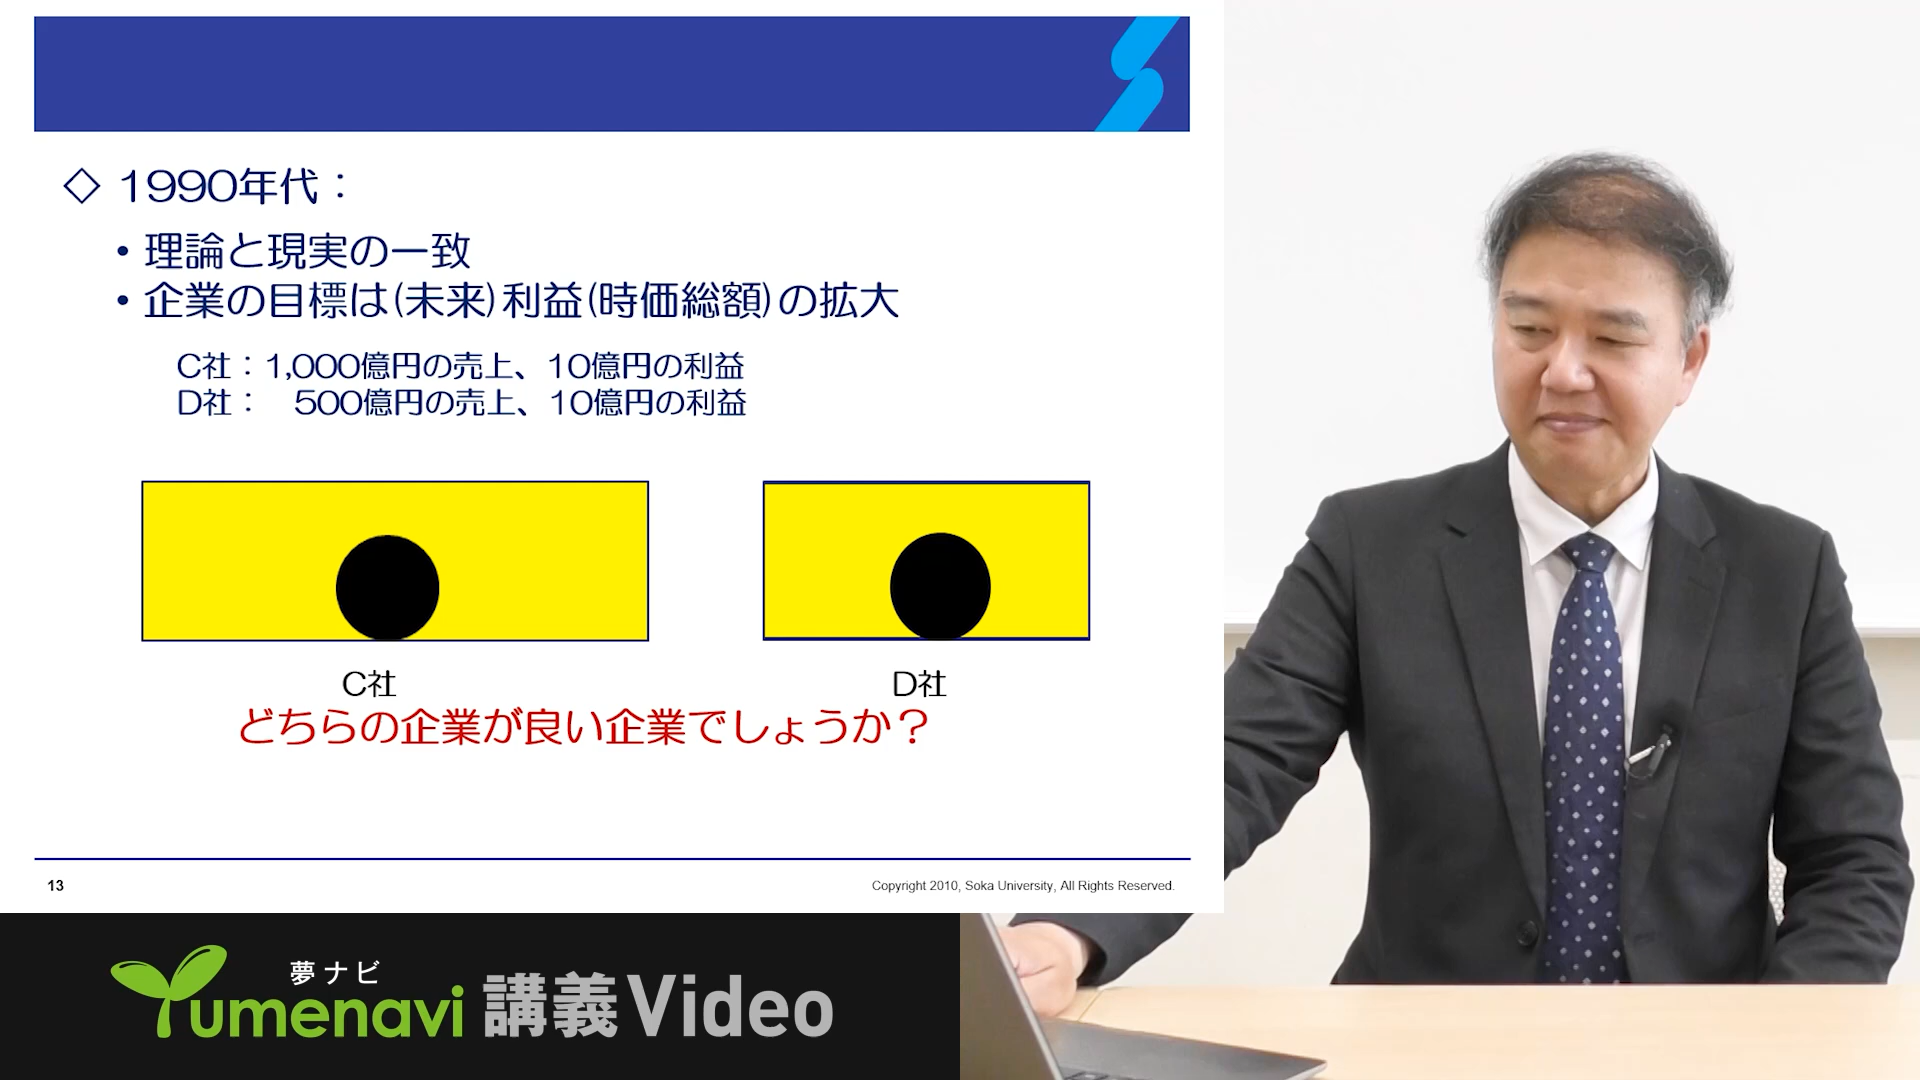 ◇ 1990年代：
・理論と現実の一致
・企業の目標は(未来)利益(時価総額)の拡大
C社：1,000億円の売上、10億円の利益
D社：　500億円の売上、10億円の利益
C社
D社
どちらの企業が良い企業でしょうか？
13
Copyright 2010, Soka University, All Rights Reserved.
夢ナビ
Yumenavi 講義Video